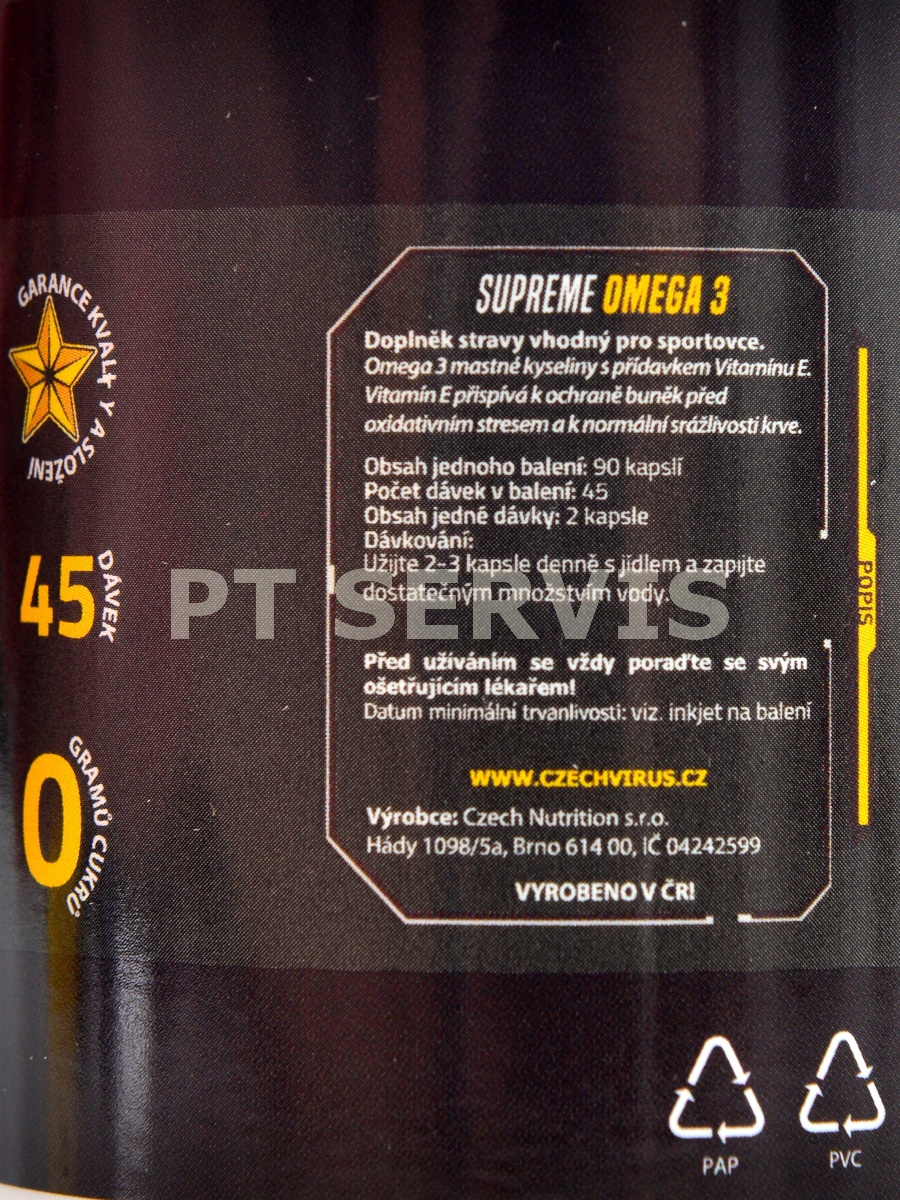 GARANCE KVALITY A SLOŽENÍ
45 DÁVEK
0 GRAMŮ CUKRŮ
SUPREME OMEGA 3
Doplněk stravy vhodný pro sportovce.
Omega 3 mastné kyseliny s přídavkem Vitamínu E.
Vitamín E přispívá k ochraně buněk před
oxidativním stresem a k normální srážlivosti krve.
Obsah jednoho balení: 90 kapslí
Počet dávek v balení: 45
Obsah jedné dávky: 2 kapsle
Dávkování:
Užijte 2-3 kapsle denně s jídlem a zapijte
dostatečným množstvím vody.
PT SERVIS
Před užíváním se vždy poraďte se svým
ošetřujícím lékařem!
Datum minimální trvanlivosti: viz. inkjet na balení
WWW.CZECHVIRUS.CZ
Výrobce: Czech Nutrition s.r.o.
Hády 1098/5a, Brno 614 00, IČ 04242599
VYROBENO V ČR!
POPIS
PAP
PVC